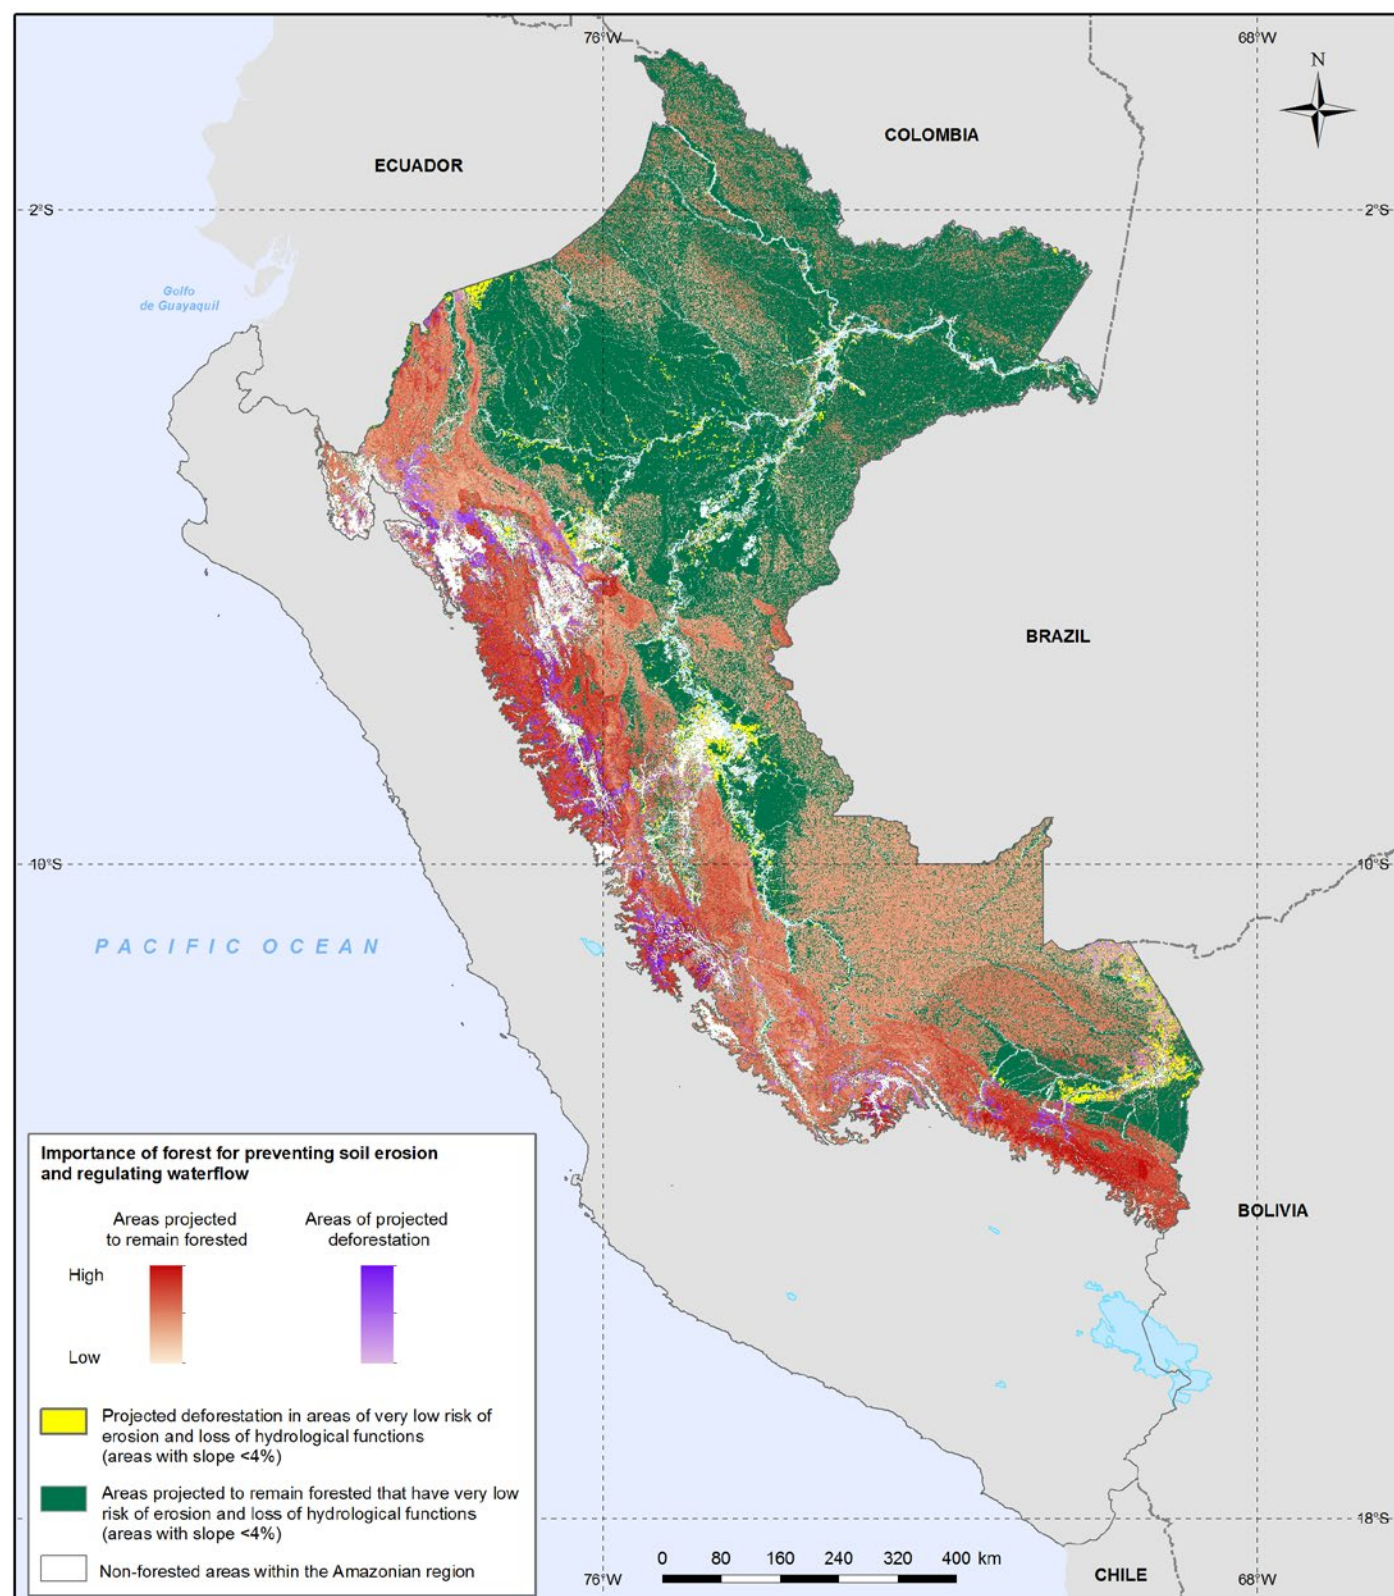 76°W
68°W
N
COLOMBIA
ECUADOR
2°S
2°S
Golfo
de Guayaquil
BRAZIL
10°S
10°S
PACIFIC OCEAN
BOLIVIA
Importance of forest for preventing soil erosion
and regulating waterflow
Areas projected
to remain forested
Areas of projected
deforestation
High
Low
Projected deforestation in areas of very low risk of
erosion and loss of hydrological functions
(areas with slope <4%)
Areas projected to remain forested that have very low
risk of erosion and loss of hydrological functions
(areas with slope <4%)
Non-forested areas within the Amazonian region
18°S
0 80 160 240 320 400 km
76°W
68°W
CHILE